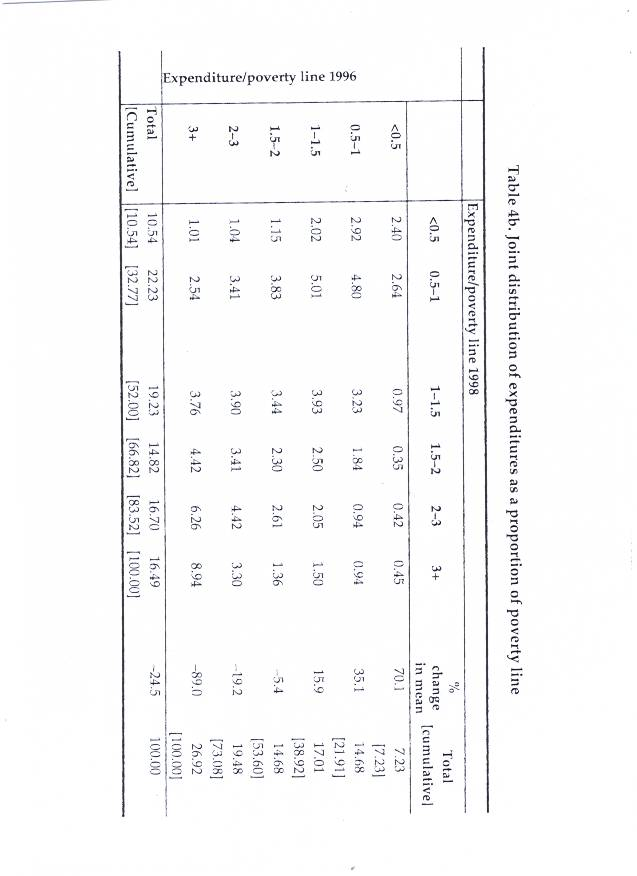 Table 4b. Joint distribution of expenditures as a proportion of poverty line
Expenditure/poverty line 1998
<0.5 0.5–1 1–1.5 1.5–2 2–3 3+ % change in mean Total [cumulative]
Expenditure/poverty line 1996
<0.5 2.40 2.64 0.97 0.35 0.42 0.45 70.1 7.23
[7.23]
0.5–1 2.92 4.80 3.23 1.84 0.94 0.94 35.1 14.68
[21.91]
1–1.5 2.02 5.01 3.93 2.50 2.05 1.50 15.9 17.01
[38.92]
1.5–2 1.15 3.83 3.44 2.30 2.61 1.36 –5.4 14.68
[53.60]
2–3 1.04 3.41 3.90 3.41 4.42 3.30 –19.2 19.48
[73.08]
3+ 1.01 2.54 3.76 4.42 6.26 8.94 –89.0 26.92
[100.00]
Total 10.54 22.23 19.23 14.82 16.70 16.49 –24.5 100.00
[Cumulative] [10.54] [32.77] [52.00] [66.82] [83.52] [100.00]